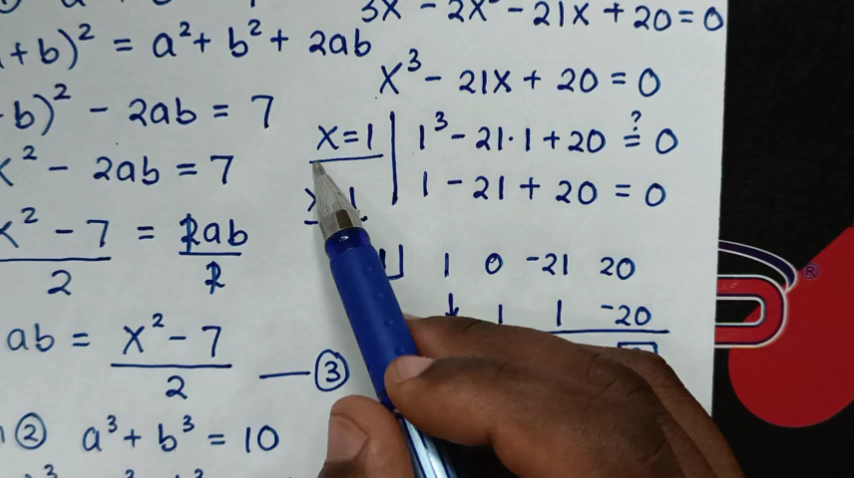 +b)² = a² + b² + 2ab
b)² - 2ab = 7
x² - 2ab = 7
x² - 7 / 2 = 2ab / 2
ab = x² - 7 / 2 — ③
② a³ + b³ = 10
3x - 2x - 21x + 20 = 0
x³ - 21x + 20 = 0
x = 1 | 1³ - 21·1 + 20 ≟ 0
1 - 21 + 20 = 0
1 0 -21 20
↓ 1 1 -20
®